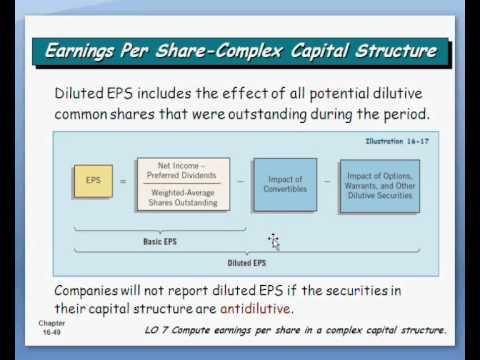 Earnings Per Share-Complex Capital Structure
Diluted EPS includes the effect of all potential dilutive
common shares that were outstanding during the period.
Illustration 16-17
EPS
=
Net Income –
Preferred Dividends
Weighted-Average
Shares Outstanding
–
Impact of
Convertibles
–
Impact of Options,
Warrants, and Other
Dilutive Securities
Basic EPS
Diluted EPS
Companies will not report diluted EPS if the securities in
their capital structure are antidilutive.
Chapter
16-49
LO 7 Compute earnings per share in a complex capital structure.